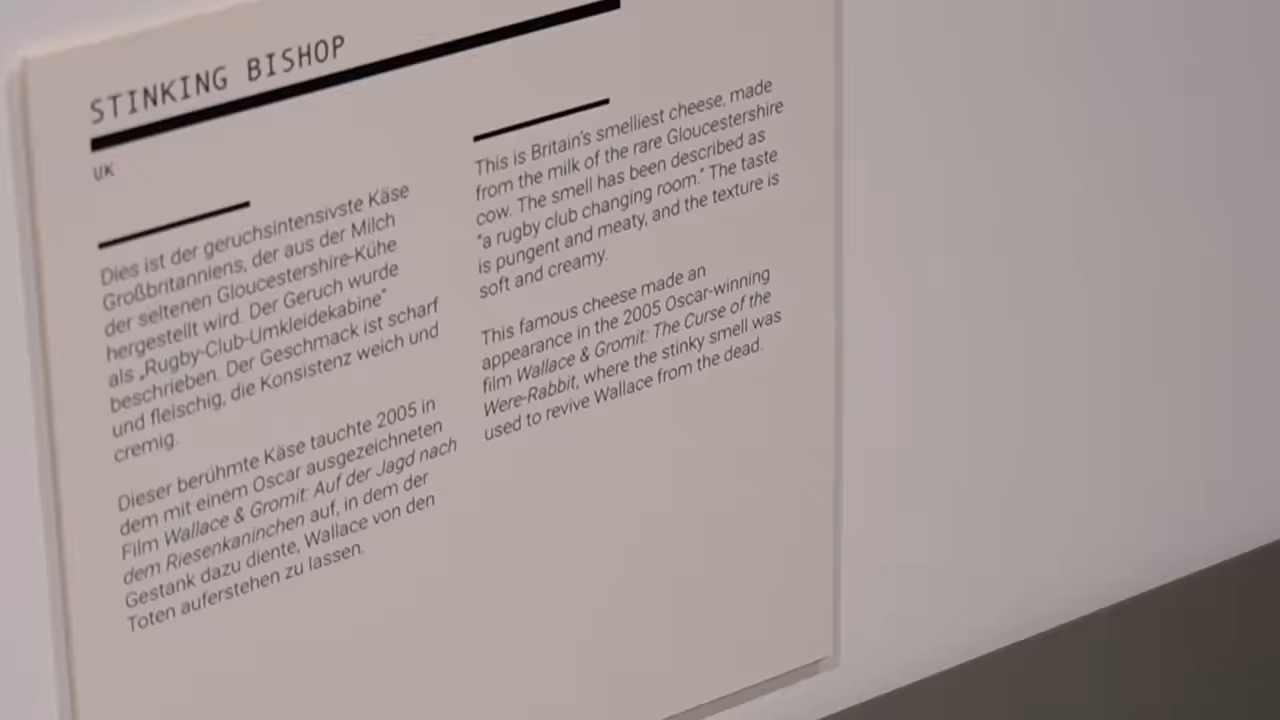 STINKING BISHOP
UK
Dies ist der geruchsintensivste Käse
Großbritanniens, der aus der Milch
der seltenen Gloucestershire-Kühe
hergestellt wird. Der Geruch wurde
als „Rugby-Club-Umkleidekabine“
beschrieben. Der Geschmack ist scharf
und fleischig, die Konsistenz weich und
cremig.
Dieser berühmte Käse tauchte 2005 in
dem mit einem Oscar ausgezeichneten
Film Wallace & Gromit: Auf der Jagd nach
dem Riesenkaninchen auf, in dem der
Gestank dazu diente, Wallace von den
Toten auferstehen zu lassen.
This is Britain's smelliest cheese, made
from the milk of the rare Gloucestershire
cow. The smell has been described as
“a rugby club changing room.” The taste
is pungent and meaty, and the texture is
soft and creamy.
This famous cheese made an
appearance in the 2005 Oscar-winning
film Wallace & Gromit: The Curse of the
Were-Rabbit, where the stinky smell was
used to revive Wallace from the dead.